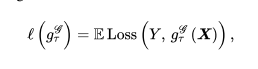 ℓ(g_τ^𝒢) = 𝔼 Loss(Y, g_τ^𝒢(𝑿)),